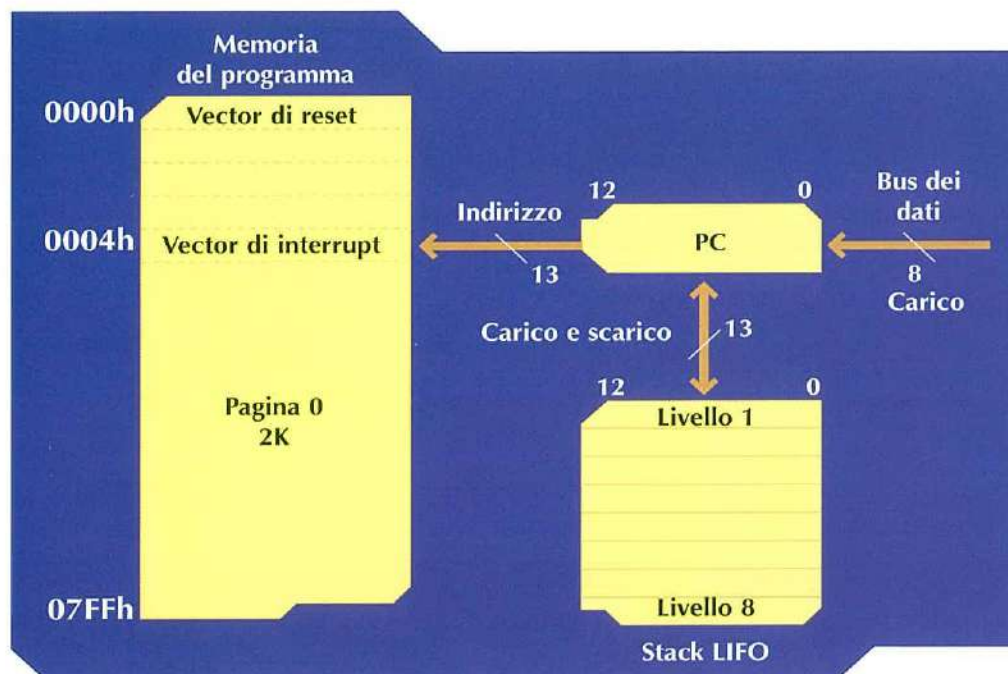 Memoria
del programma
0000h
Vector di reset
0004h
Vector di interrupt
Pagina 0
2K
07FFh
Indirizzo
13
12
0
PC
Bus dei
dati
8
Carico
Carico e scarico
13
12
0
Livello 1
Livello 8
Stack LIFO